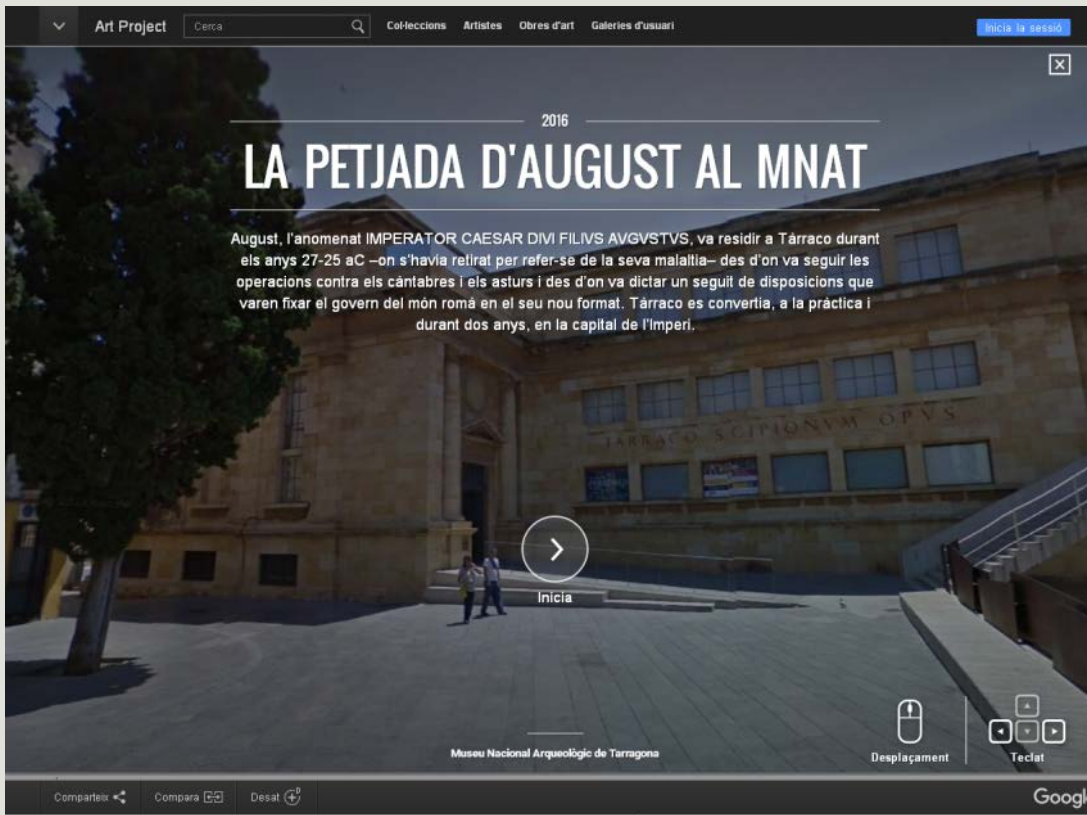 Art Project
Cerca
Col·leccions Artistes Obres d'art Galeries d'usuari
Inicia la sessió
2016
LA PETJADA D'AUGUST AL MNAT
August, l'anomenat IMPERATOR CAESAR DIVI FILIVS AVGVSTVS, va residir a Tàrraco durant
els anys 27-25 aC –on s'havia retirat per refer-se de la seva malaltia– des d'on va seguir les
operacions contra els càntabres i els asturs i des d'on va dictar un seguit de disposicions que
varen fixar el govern del món romà en el seu nou format. Tàrraco es convertia, a la pràctica i
durant dos anys, en la capital de l'Imperi.
TARRACO SCIPIONVM OPVS
Inicia
Desplaçament
Teclat
Museu Nacional Arqueològic de Tarragona
Comparteix
Compara
Desat
0
Googl